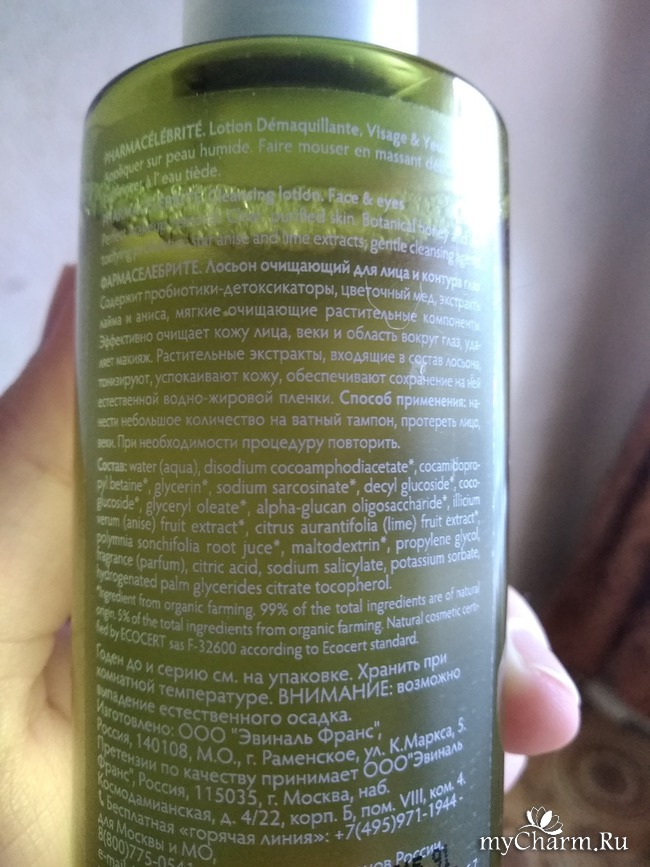 PHARMACÉLÉBRITÉ. Lotion Démaquillante. Visage & Yeux
Appliquer sur peau humide. Faire mouser en massant
à l'eau tiède.
Cleansing lotion. Face & eyes
purified skin. Botanical honey
anise and lime extracts, gentle cleansing
ФАРМАСЕЛЕБРИТЕ. Лосьон очищающий для лица и контура глаз
Содержит пробиотики-детоксикаторы, цветочный мед, экстракты
лайма и аниса, мягкие очищающие растительные компоненты.
Эффективно очищает кожу лица, веки и область вокруг глаз, уда-
ляет макияж. Растительные экстракты, входящие в состав лосьона,
тонизируют, успокаивают кожу, обеспечивают сохранение на ней
естественной водно-жировой пленки. Способ применения: на-
нести небольшое количество на ватный тампон, протереть лицо,
веки. При необходимости процедуру повторить.
Состав: water (aqua), disodium cocoamphodiacetate*, cocamidopro-
pyl betaine*, glycerin*, sodium sarcosinate*, decyl glucoside*, coco-
glucoside*, glyceryl oleate*, alpha-glucan oligosaccharide*, illicium
verum (anise) fruit extract*, citrus aurantifolia (lime) fruit extract*,
polymnia sonchifolia root juce*, maltodextrin*, propylene glycol,
fragrance (parfum), citric acid, sodium salicylate, potassium sorbate,
hydrogenated palm glycerides citrate tocopherol.
*Ingredient from organic farming. 99% of the total ingredients are of natural
origin. 5% of the total ingredients from organic farming. Natural cosmetic certi-
fied by ECOCERT sas F-32600 according to Ecocert standard.
Годен до и серию см. на упаковке. Хранить при
комнатной температуре. ВНИМАНИЕ: возможно
выпадение естественного осадка.
Изготовлено: ООО "Эвиналь Франс",
Россия, 140108, М.О., г. Раменское, ул. К.Маркса, 5.
Претензии по качеству принимает ООО"Эвиналь
Франс", Россия, 115035, г. Москва, наб.
Космодамианская, д. 4/22, корп. Б, пом. VIII, ком. 4.
Бесплатная «горячая линия»: +7(495)971-1944-
для Москвы и МО,
8(800)775-054
России
e-mai
myCharm.Ru